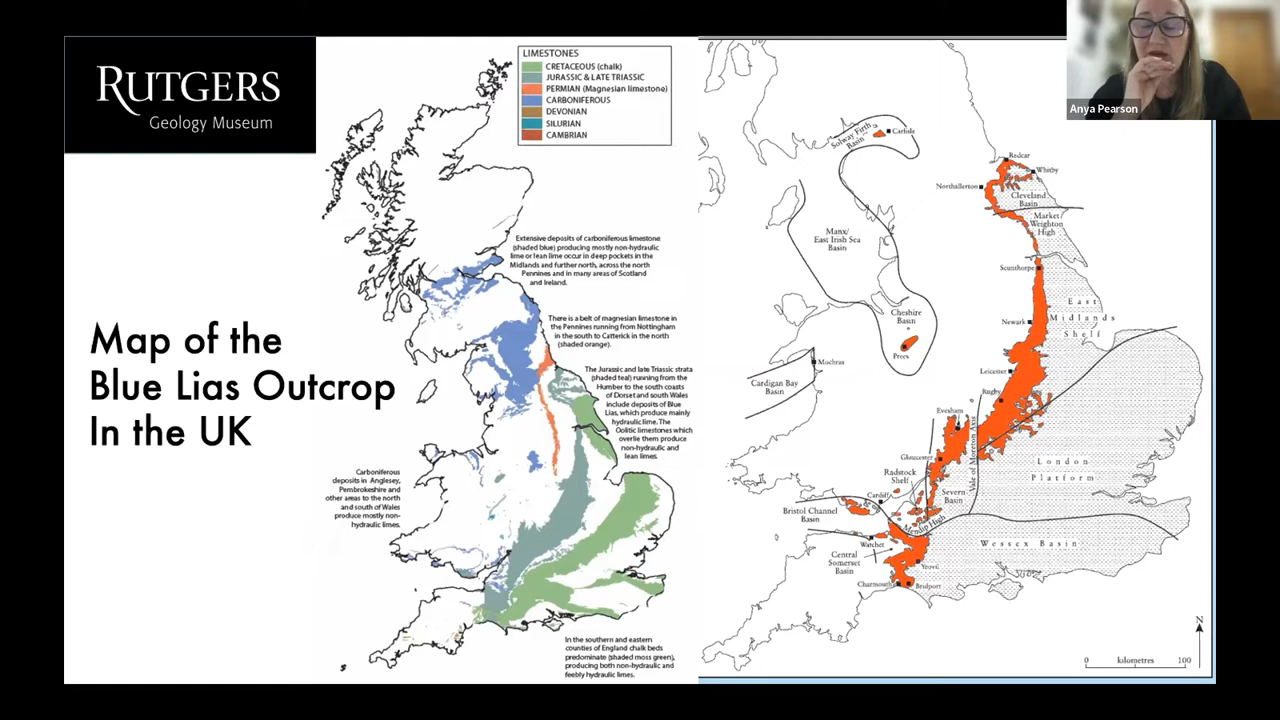 RUTGERS
Geology Museum
Map of the
Blue Lias Outcrop
In the UK
LIMESTONES
CRETACEOUS (chalk)
JURASSIC & LATE TRIASSIC
PERMIAN (Magnesian limestone)
CARBONIFEROUS
DEVONIAN
SILURIAN
CAMBRIAN
Extensive deposits of carboniferous limestone
(shaded blue) producing mostly non-hydraulic
lime or lean lime occur in deep pockets in the
Midlands and further north, across the north
Pennines and in many areas of Scotland
and Ireland.
There is a belt of magnesian limestone in
the Pennines running from Nottingham
in the south to Catterick in the north
(shaded orange).
The Jurassic and late Triassic strata
(shaded teal) running from the
Humber to the south coasts
of Dorset and south Wales
include deposits of Blue
Lias, which produce mainly
hydraulic lime. The
Oolitic limestones which
overlie them produce
non-hydraulic and
lean limes.
Carboniferous
deposits in Anglesey,
Pembrokeshire and
other areas to the north
and south of Wales
produce mostly non-
hydraulic limes.
In the southern and eastern
counties of England chalk beds
predominate (shaded moss green),
producing both non-hydraulic and
feebly hydraulic limes.
Anya Pearson
Solway Firth
Basin
Carlisle
Redcar
Whitby
Northallerton
Cleveland
Basin
Market
Weighton
High
Manx/
East Irish Sea
Basin
Scunthorpe
East
Midlands
Shelf
Cheshire
Basin
Newark
Prees
Mochras
Leicester
Cardigan Bay
Basin
Rugby
Evesham
Vale of Moreton Axis
Gloucester
London
Platform
Radstock
Shelf
Cardiff
Severn
Basin
Bristol Channel
Basin
Mendip High
Wessex Basin
Watchet
Central
Somerset
Basin
Yeovil
Charmouth
Bridport
N
0 kilometres 100